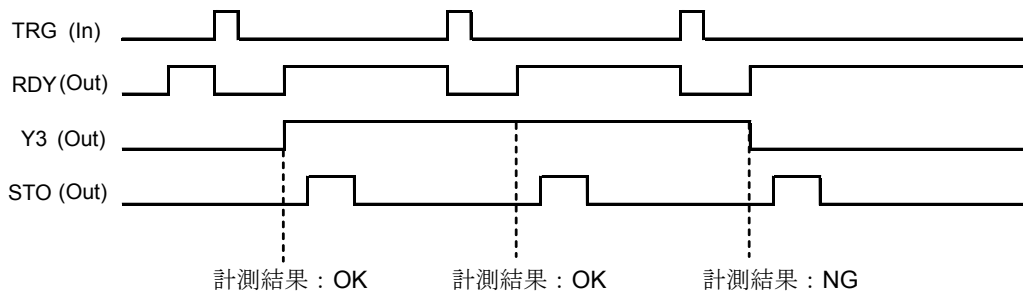 TRG (In)
RDY (Out)
Y3 (Out)
STO (Out)
計測結果：OK 計測結果：OK 計測結果：NG